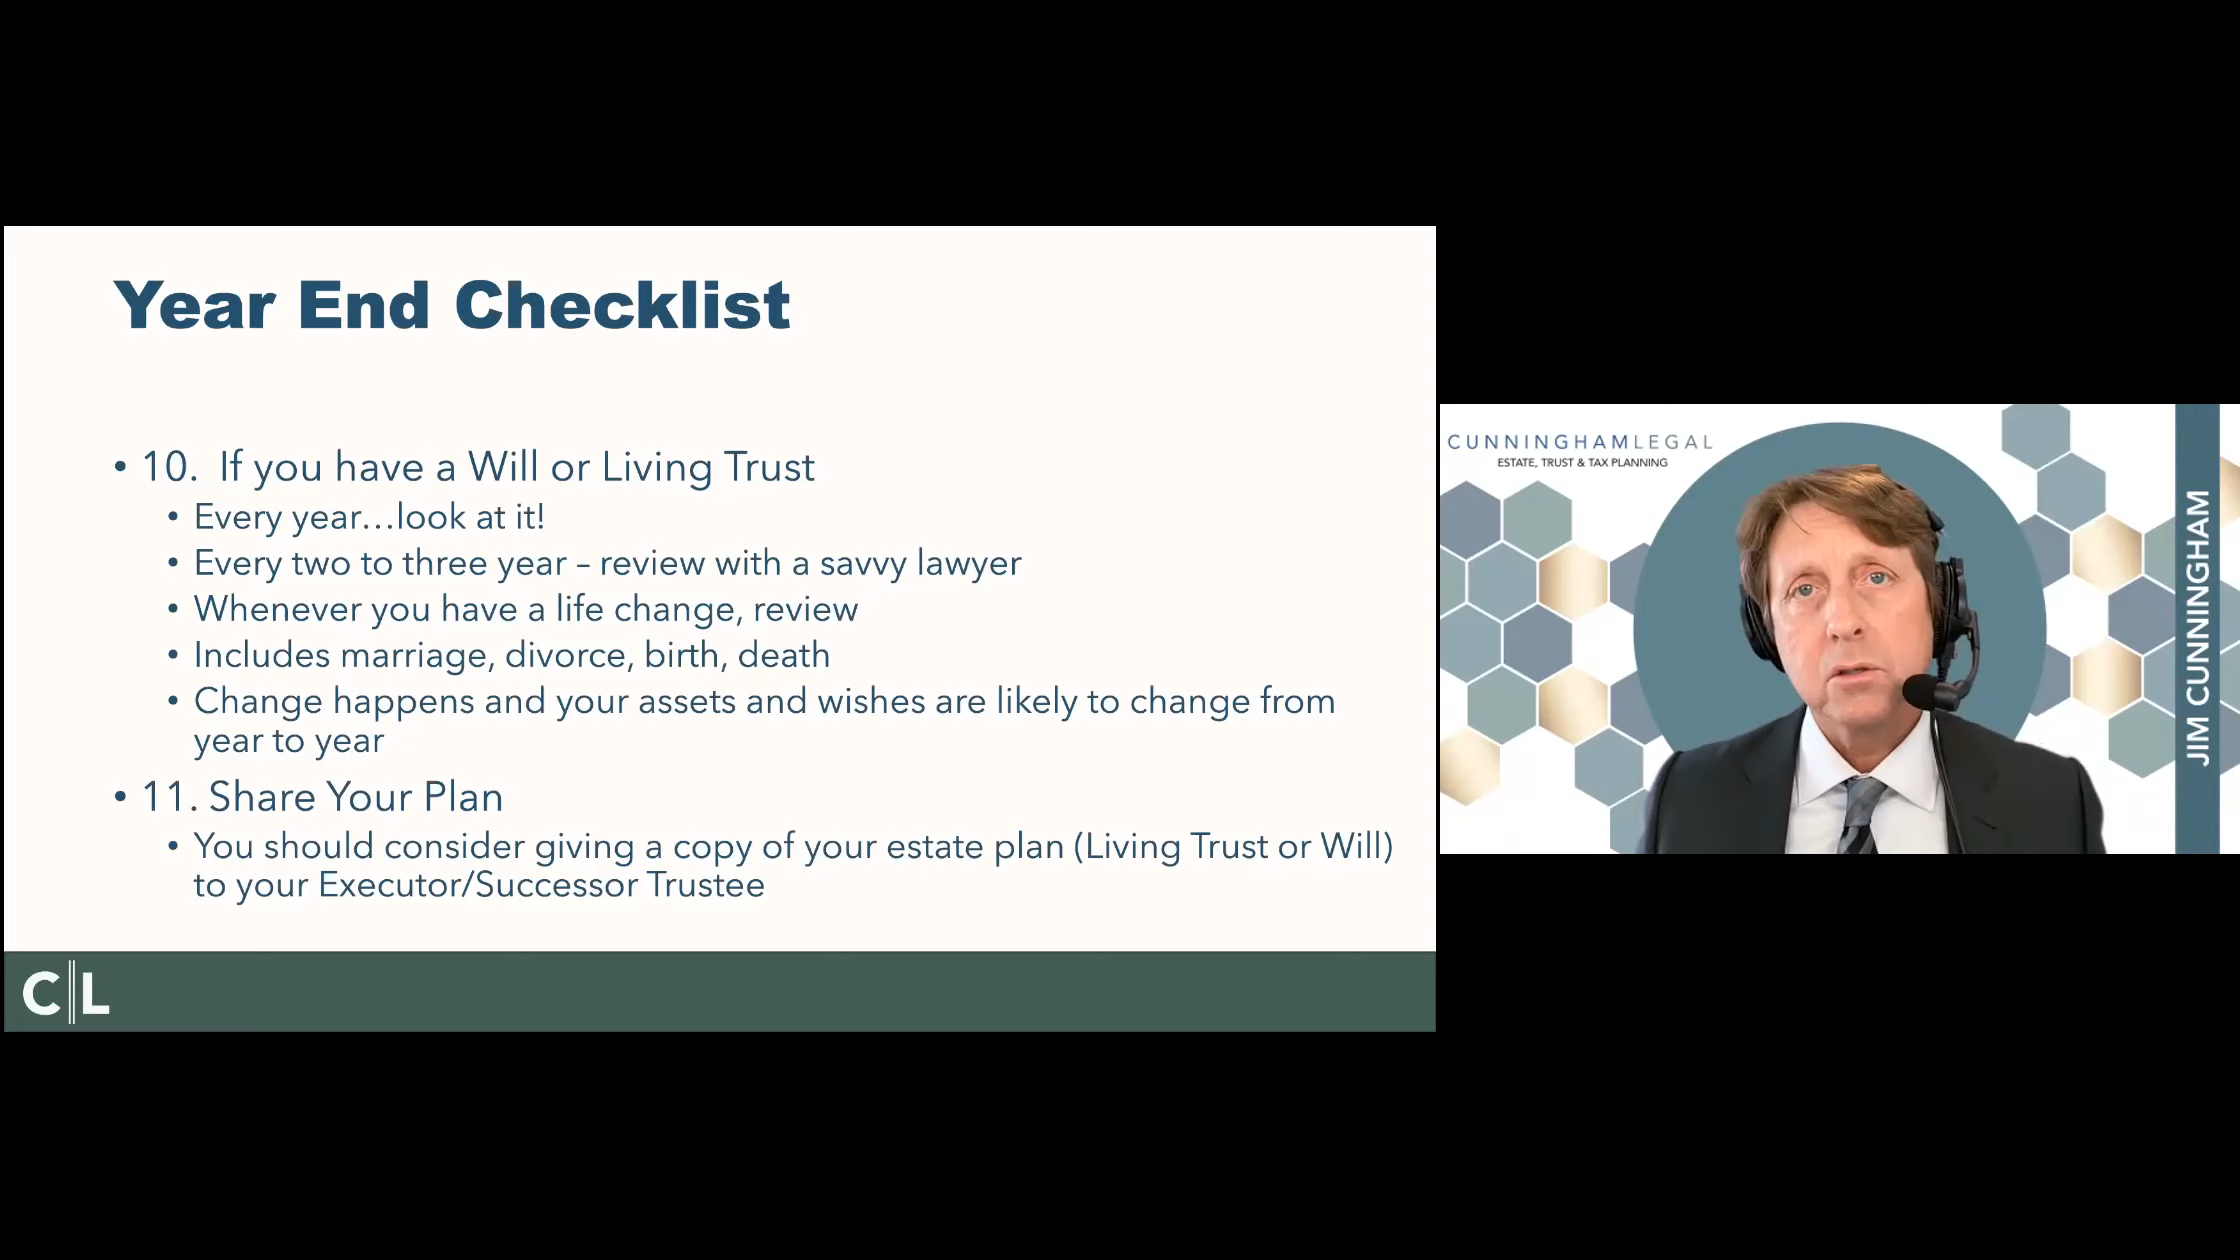 Year End Checklist
• 10. If you have a Will or Living Trust
• Every year...look at it!
• Every two to three year – review with a savvy lawyer
• Whenever you have a life change, review
• Includes marriage, divorce, birth, death
• Change happens and your assets and wishes are likely to change from
year to year
• 11. Share Your Plan
• You should consider giving a copy of your estate plan (Living Trust or Will)
to your Executor/Successor Trustee
C||L
CUNNINGHAMLEGAL
ESTATE, TRUST & TAX PLANNING
JIM CUNNINGHAM